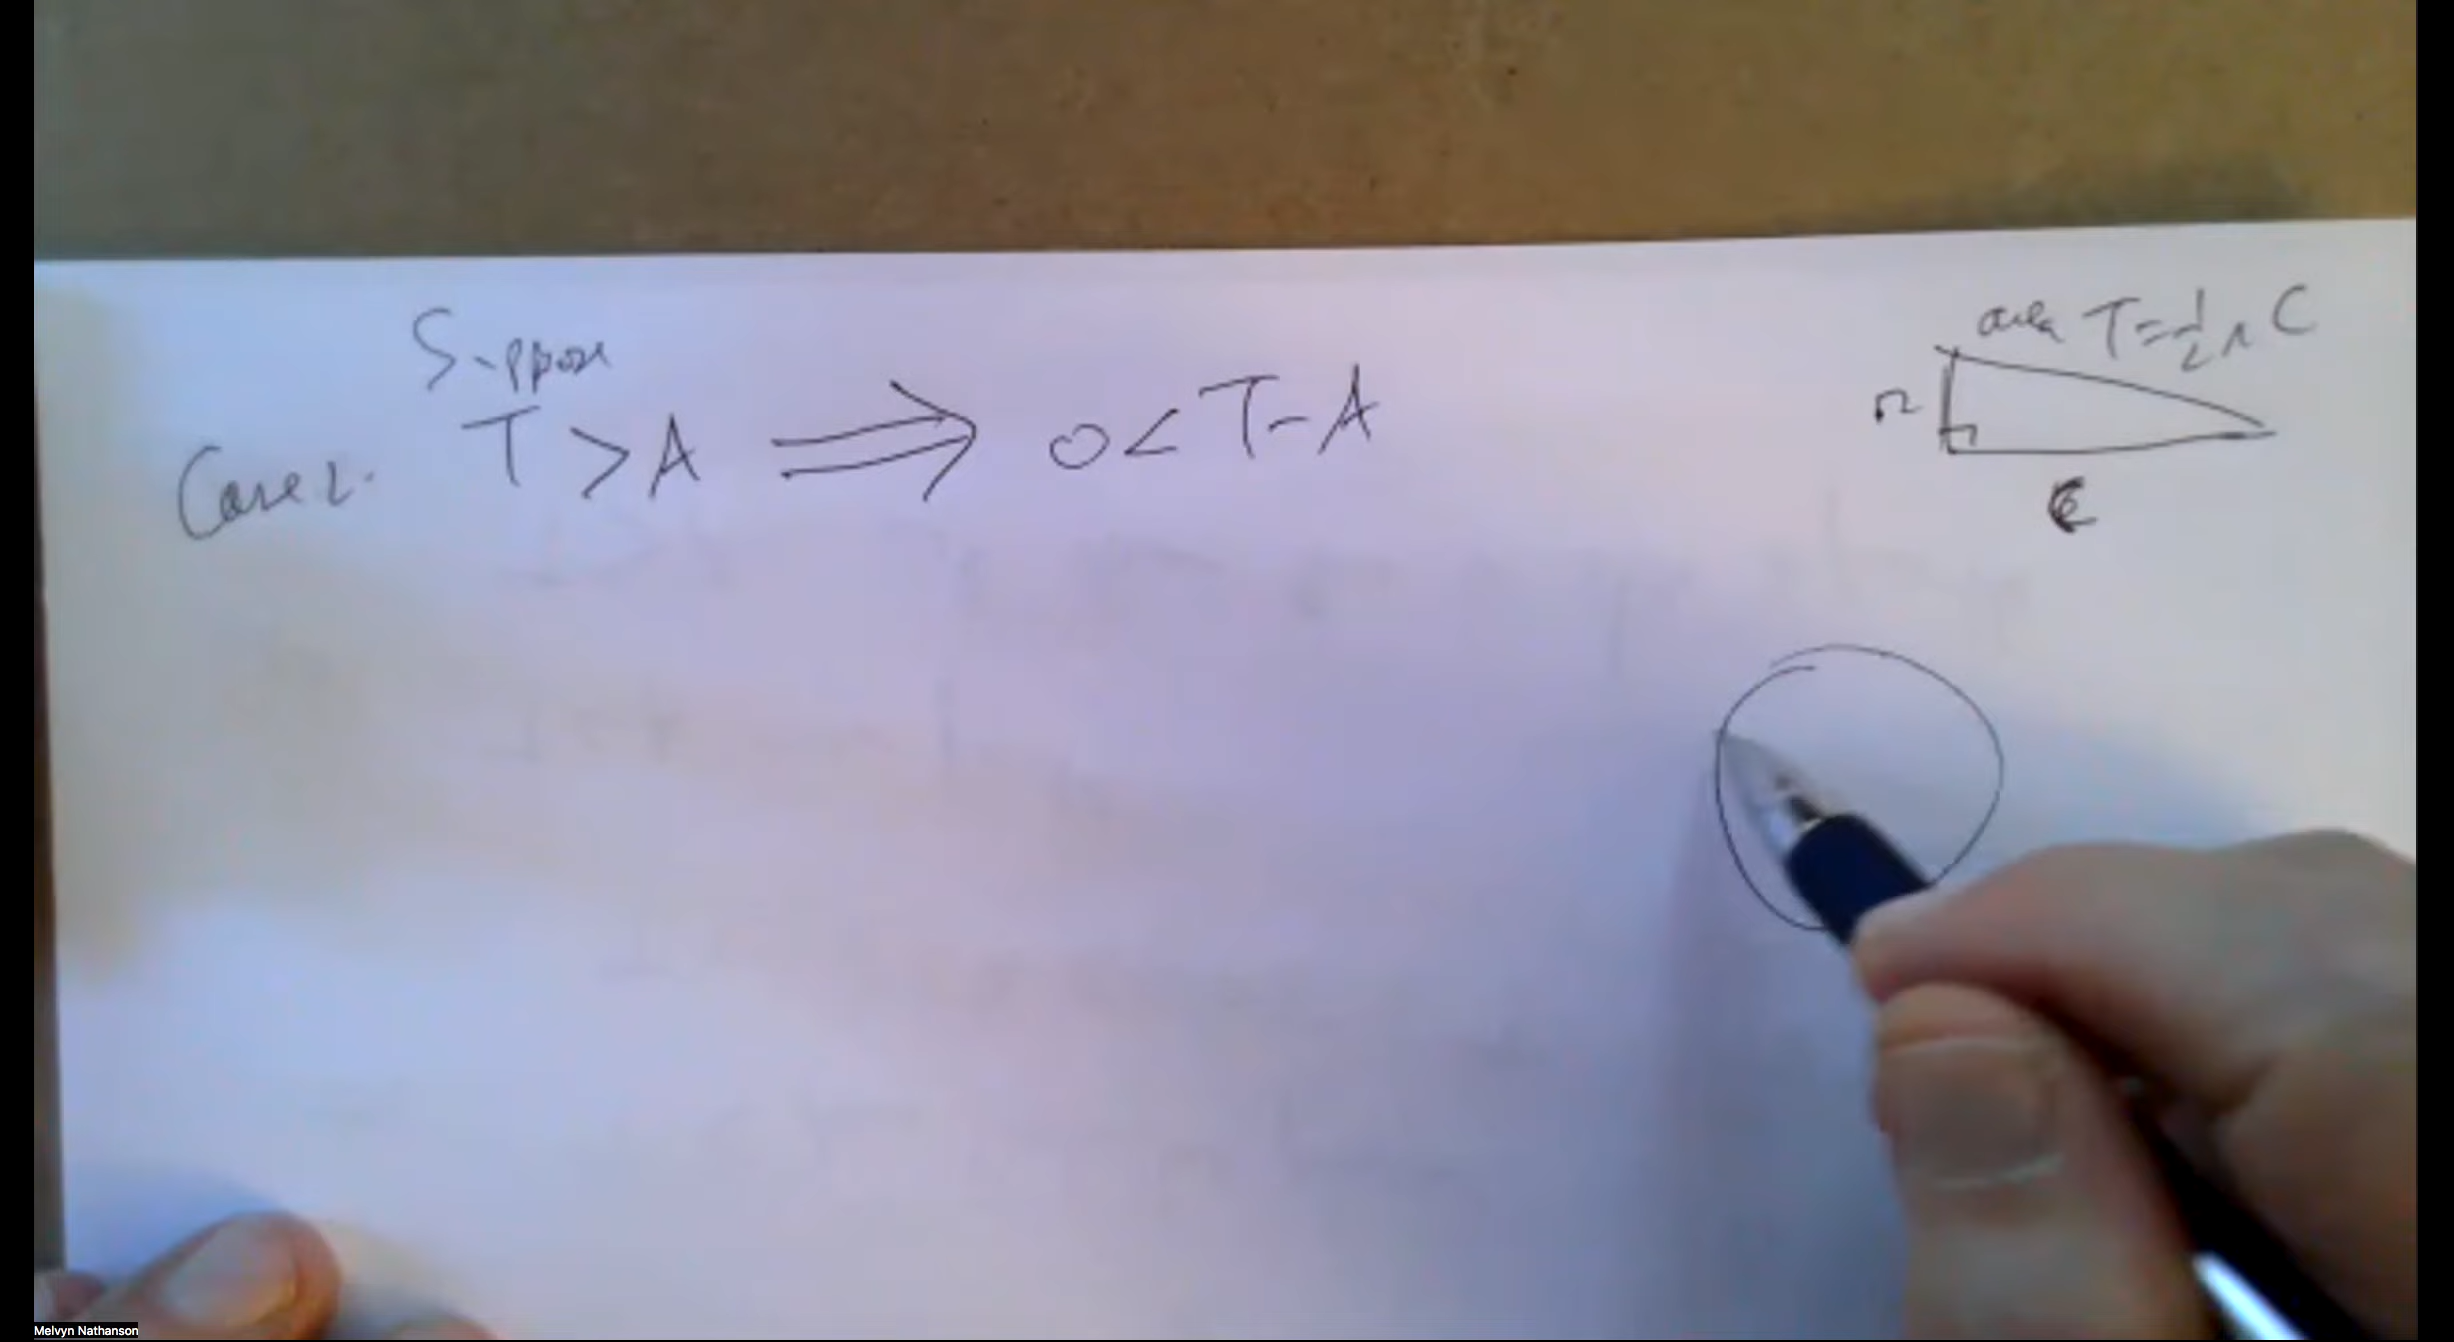 Suppose
Case 2. T > A ⟹ 0 < T - A
area T = 1/2 r C
r
C
Melvyn Nathanson